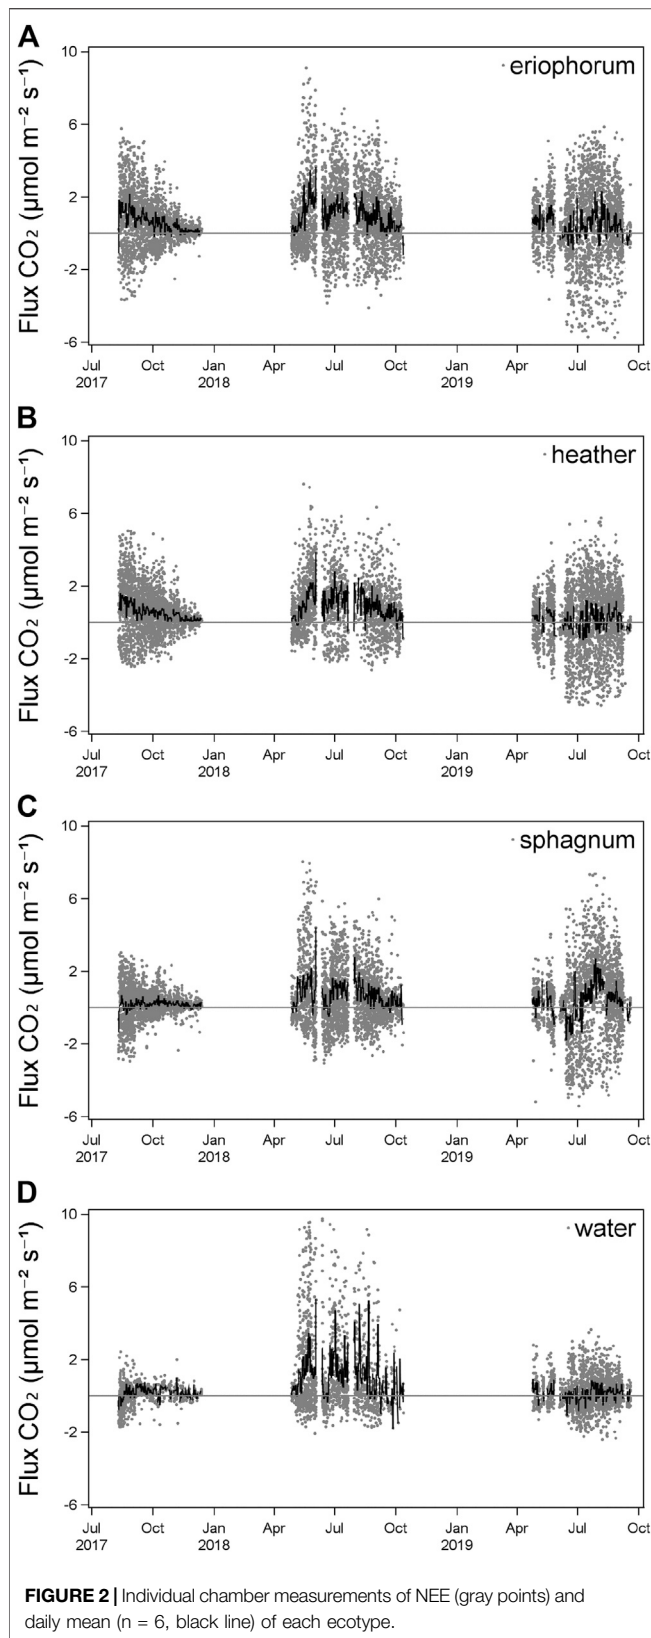 A
Flux CO₂ (µmol m⁻² s⁻¹)
10
6
2
-2
-6
eriophorum
Jul Oct Jan Apr Jul Oct Jan Apr Jul Oct
2017 2018 2019
B
Flux CO₂ (µmol m⁻² s⁻¹)
10
6
2
-2
-6
heather
Jul Oct Jan Apr Jul Oct Jan Apr Jul Oct
2017 2018 2019
C
Flux CO₂ (µmol m⁻² s⁻¹)
10
6
2
-2
-6
sphagnum
Jul Oct Jan Apr Jul Oct Jan Apr Jul Oct
2017 2018 2019
D
Flux CO₂ (µmol m⁻² s⁻¹)
10
6
2
-2
-6
water
Jul Oct Jan Apr Jul Oct Jan Apr Jul Oct
2017 2018 2019
FIGURE 2 | Individual chamber measurements of NEE (gray points) and
daily mean (n = 6, black line) of each ecotype.